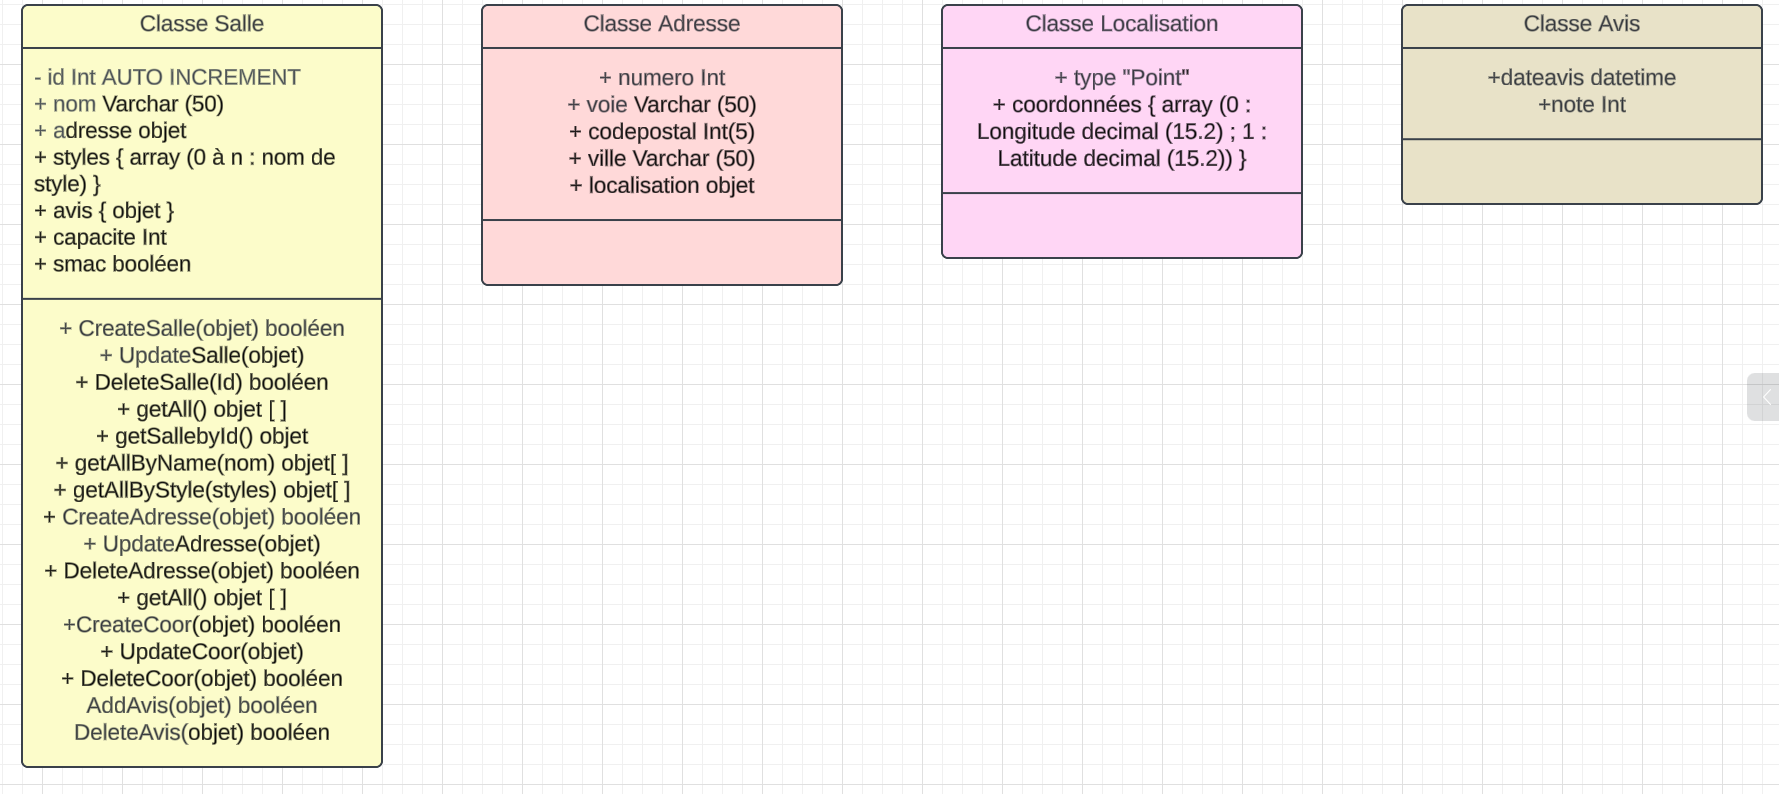 Classe Salle
- id Int AUTO INCREMENT
+ nom Varchar (50)
+ adresse objet
+ styles { array (0 à n : nom de
style) }
+ avis { objet }
+ capacite Int
+ smac booléen
+ CreateSalle(objet) booléen
+ UpdateSalle(objet)
+ DeleteSalle(Id) booléen
+ getAll() objet [ ]
+ getSallebyId() objet
+ getAllByName(nom) objet[ ]
+ getAllByStyle(styles) objet[ ]
+ CreateAdresse(objet) booléen
+ UpdateAdresse(objet)
+ DeleteAdresse(objet) booléen
+ getAll() objet [ ]
+CreateCoor(objet) booléen
+ UpdateCoor(objet)
+ DeleteCoor(objet) booléen
AddAvis(objet) booléen
DeleteAvis(objet) booléen
Classe Adresse
+ numero Int
+ voie Varchar (50)
+ codepostal Int(5)
+ ville Varchar (50)
+ localisation objet
Classe Localisation
+ type "Point"
+ coordonnées { array (0 :
Longitude decimal (15.2) ; 1 :
Latitude decimal (15.2)) }
Classe Avis
+dateavis datetime
+note Int